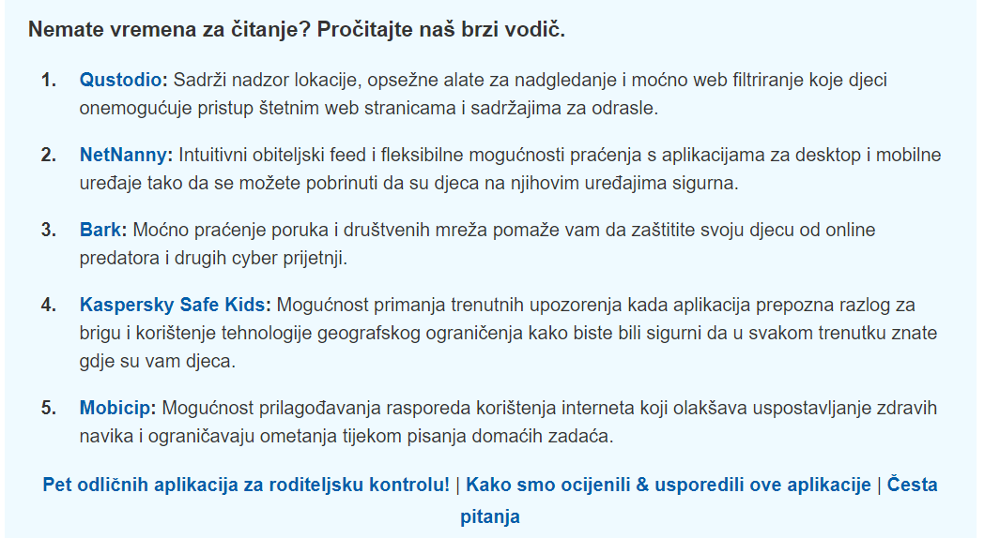 Nemate vremena za čitanje? Pročitajte naš brzi vodič.
1. Qustodio: Sadrži nadzor lokacije, opsežne alate za nadgledanje i moćno web filtriranje koje djeci
onemogućuje pristup štetnim web stranicama i sadržajima za odrasle.
2. NetNanny: Intuitivni obiteljski feed i fleksibilne mogućnosti praćenja s aplikacijama za desktop i mobilne
uređaje tako da se možete pobrinuti da su djeca na njihovim uređajima sigurna.
3. Bark: Moćno praćenje poruka i društvenih mreža pomaže vam da zaštitite svoju djecu od online
predatora i drugih cyber prijetnji.
4. Kaspersky Safe Kids: Mogućnost primanja trenutnih upozorenja kada aplikacija prepozna razlog za
brigu i korištenje tehnologije geografskog ograničenja kako biste bili sigurni da u svakom trenutku znate
gdje su vam djeca.
5. Mobicip: Mogućnost prilagođavanja rasporeda korištenja interneta koji olakšava uspostavljanje zdravih
navika i ograničavaju ometanja tijekom pisanja domaćih zadaća.
Pet odličnih aplikacija za roditeljsku kontrolu! | Kako smo ocijenili & usporedili ove aplikacije | Česta
pitanja